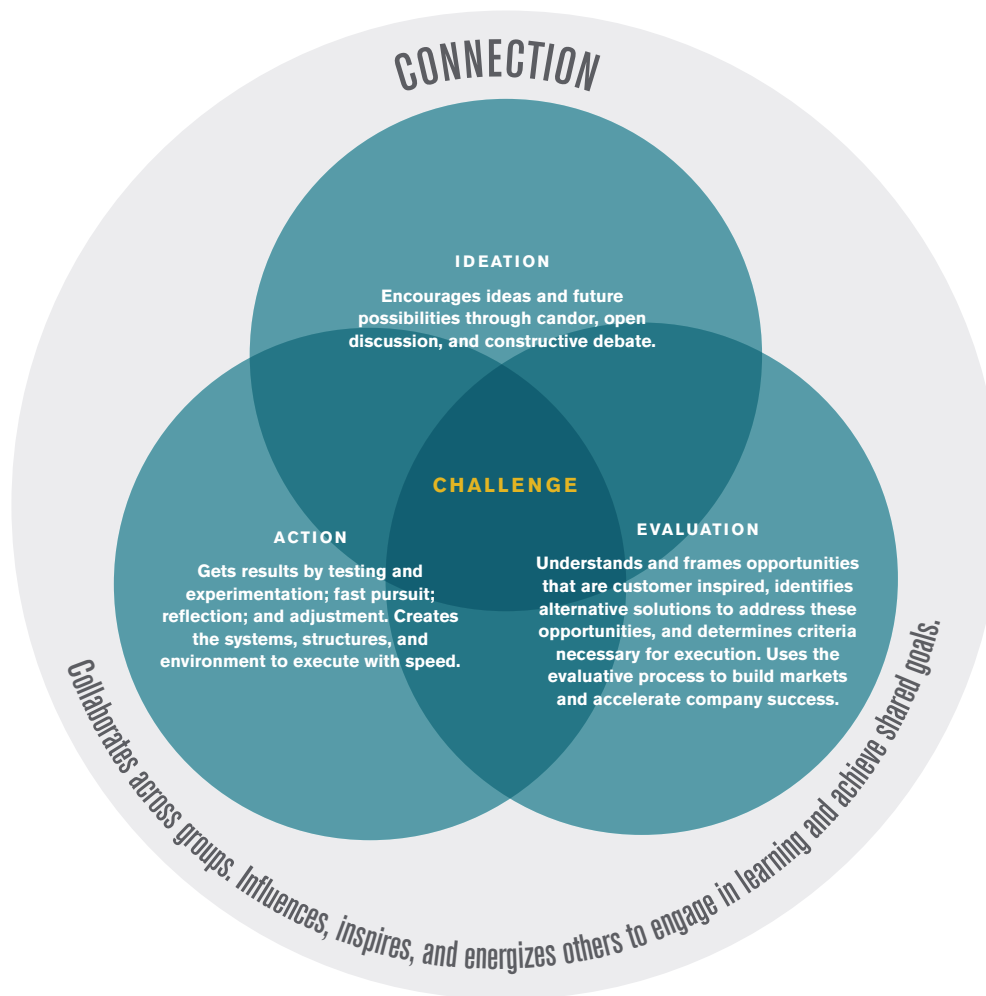 CONNECTION
IDEATION
Encourages ideas and future
possibilities through candor, open
discussion, and constructive debate.
CHALLENGE
ACTION
Gets results by testing and
experimentation; fast pursuit;
reflection; and adjustment. Creates
the systems, structures, and
environment to execute with speed.
EVALUATION
Understands and frames opportunities
that are customer inspired, identifies
alternative solutions to address these
opportunities, and determines criteria
necessary for execution. Uses the
evaluative process to build markets
and accelerate company success.
Collaborates across groups. Influences, inspires, and energizes others to engage in learning and achieve shared goals.